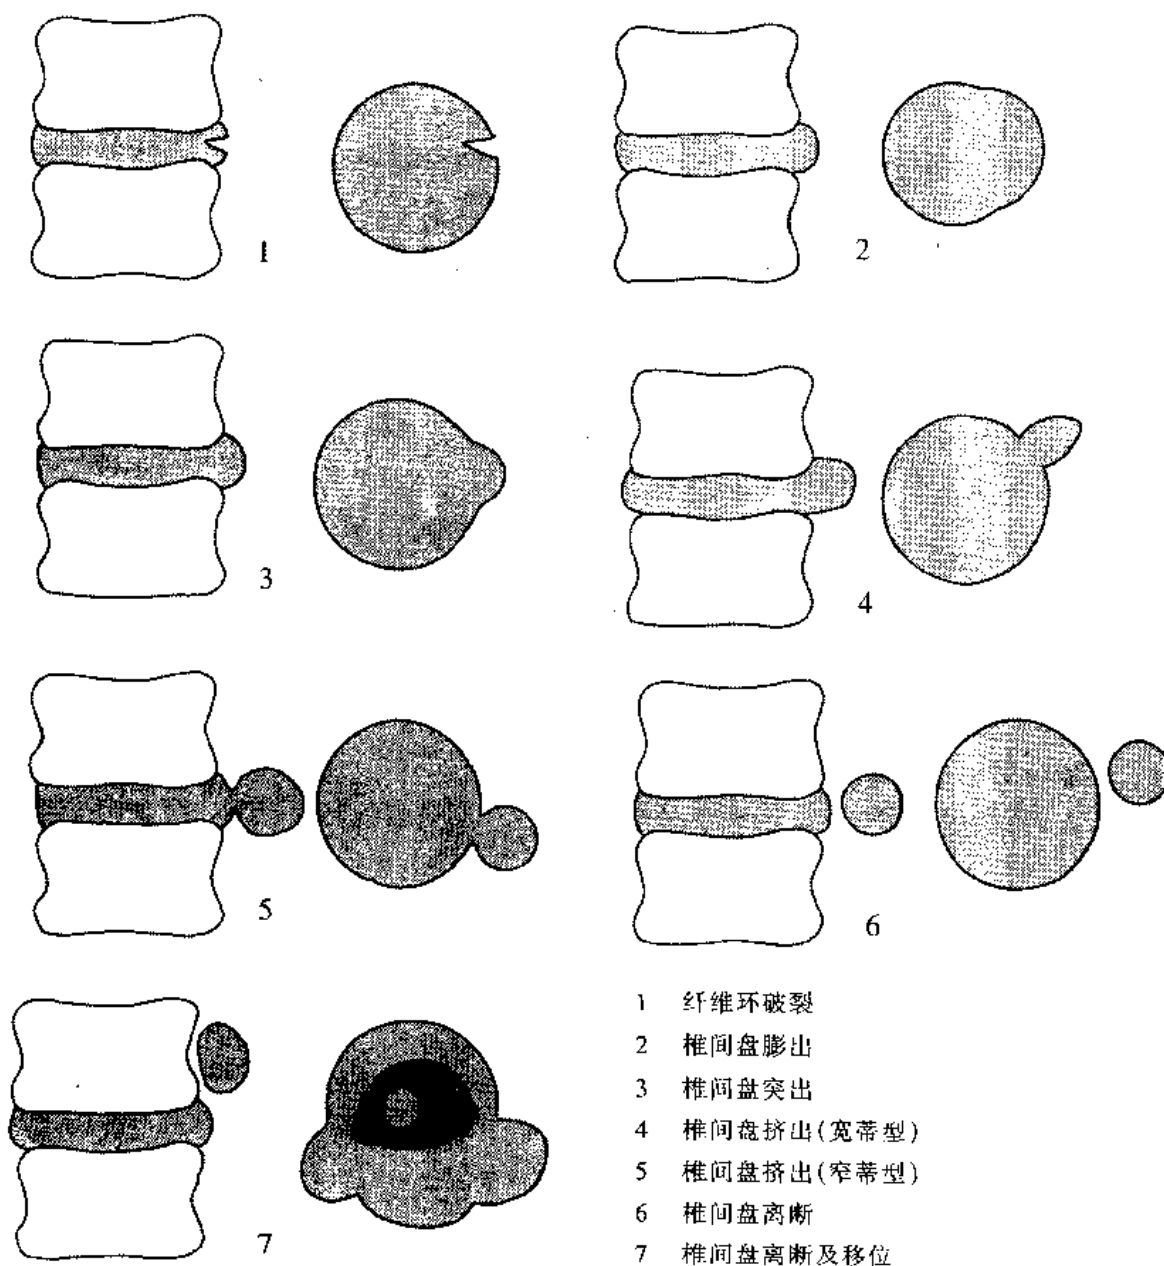 1
2
3
4
5
6
7
1 纤维环破裂
2 椎间盘膨出
3 椎间盘突出
4 椎间盘挤出(宽蒂型)
5 椎间盘挤出(窄蒂型)
6 椎间盘离断
7 椎间盘离断及移位